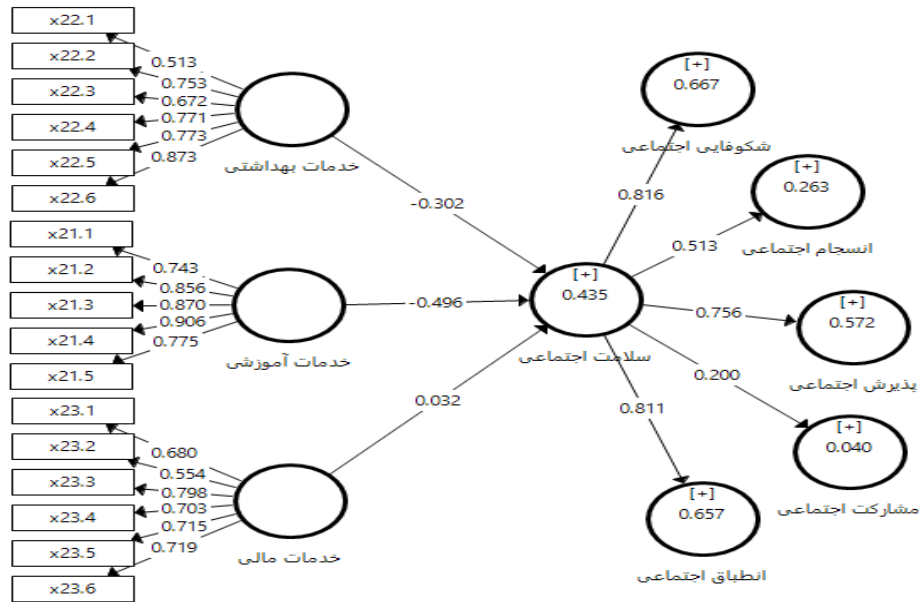 x22.1
x22.2
x22.3
x22.4
x22.5
x22.6
0.513
0.753
0.672
0.771
0.773
0.873
خدمات بهداشتی
-0.302
x21.1
x21.2
x21.3
x21.4
x21.5
0.743
0.856
0.870
0.906
0.775
خدمات آموزشی
-0.496
x23.1
x23.2
x23.3
x23.4
x23.5
x23.6
0.680
0.554
0.798
0.703
0.715
0.719
خدمات مالی
0.032
[+]
0.435
سلامت اجتماعی
0.816
[+]
0.667
شکوفایی اجتماعی
0.513
[+]
0.263
انسجام اجتماعی
0.756
[+]
0.572
پذیرش اجتماعی
0.200
[+]
0.040
مشارکت اجتماعی
0.811
[+]
0.657
انطباق اجتماعی